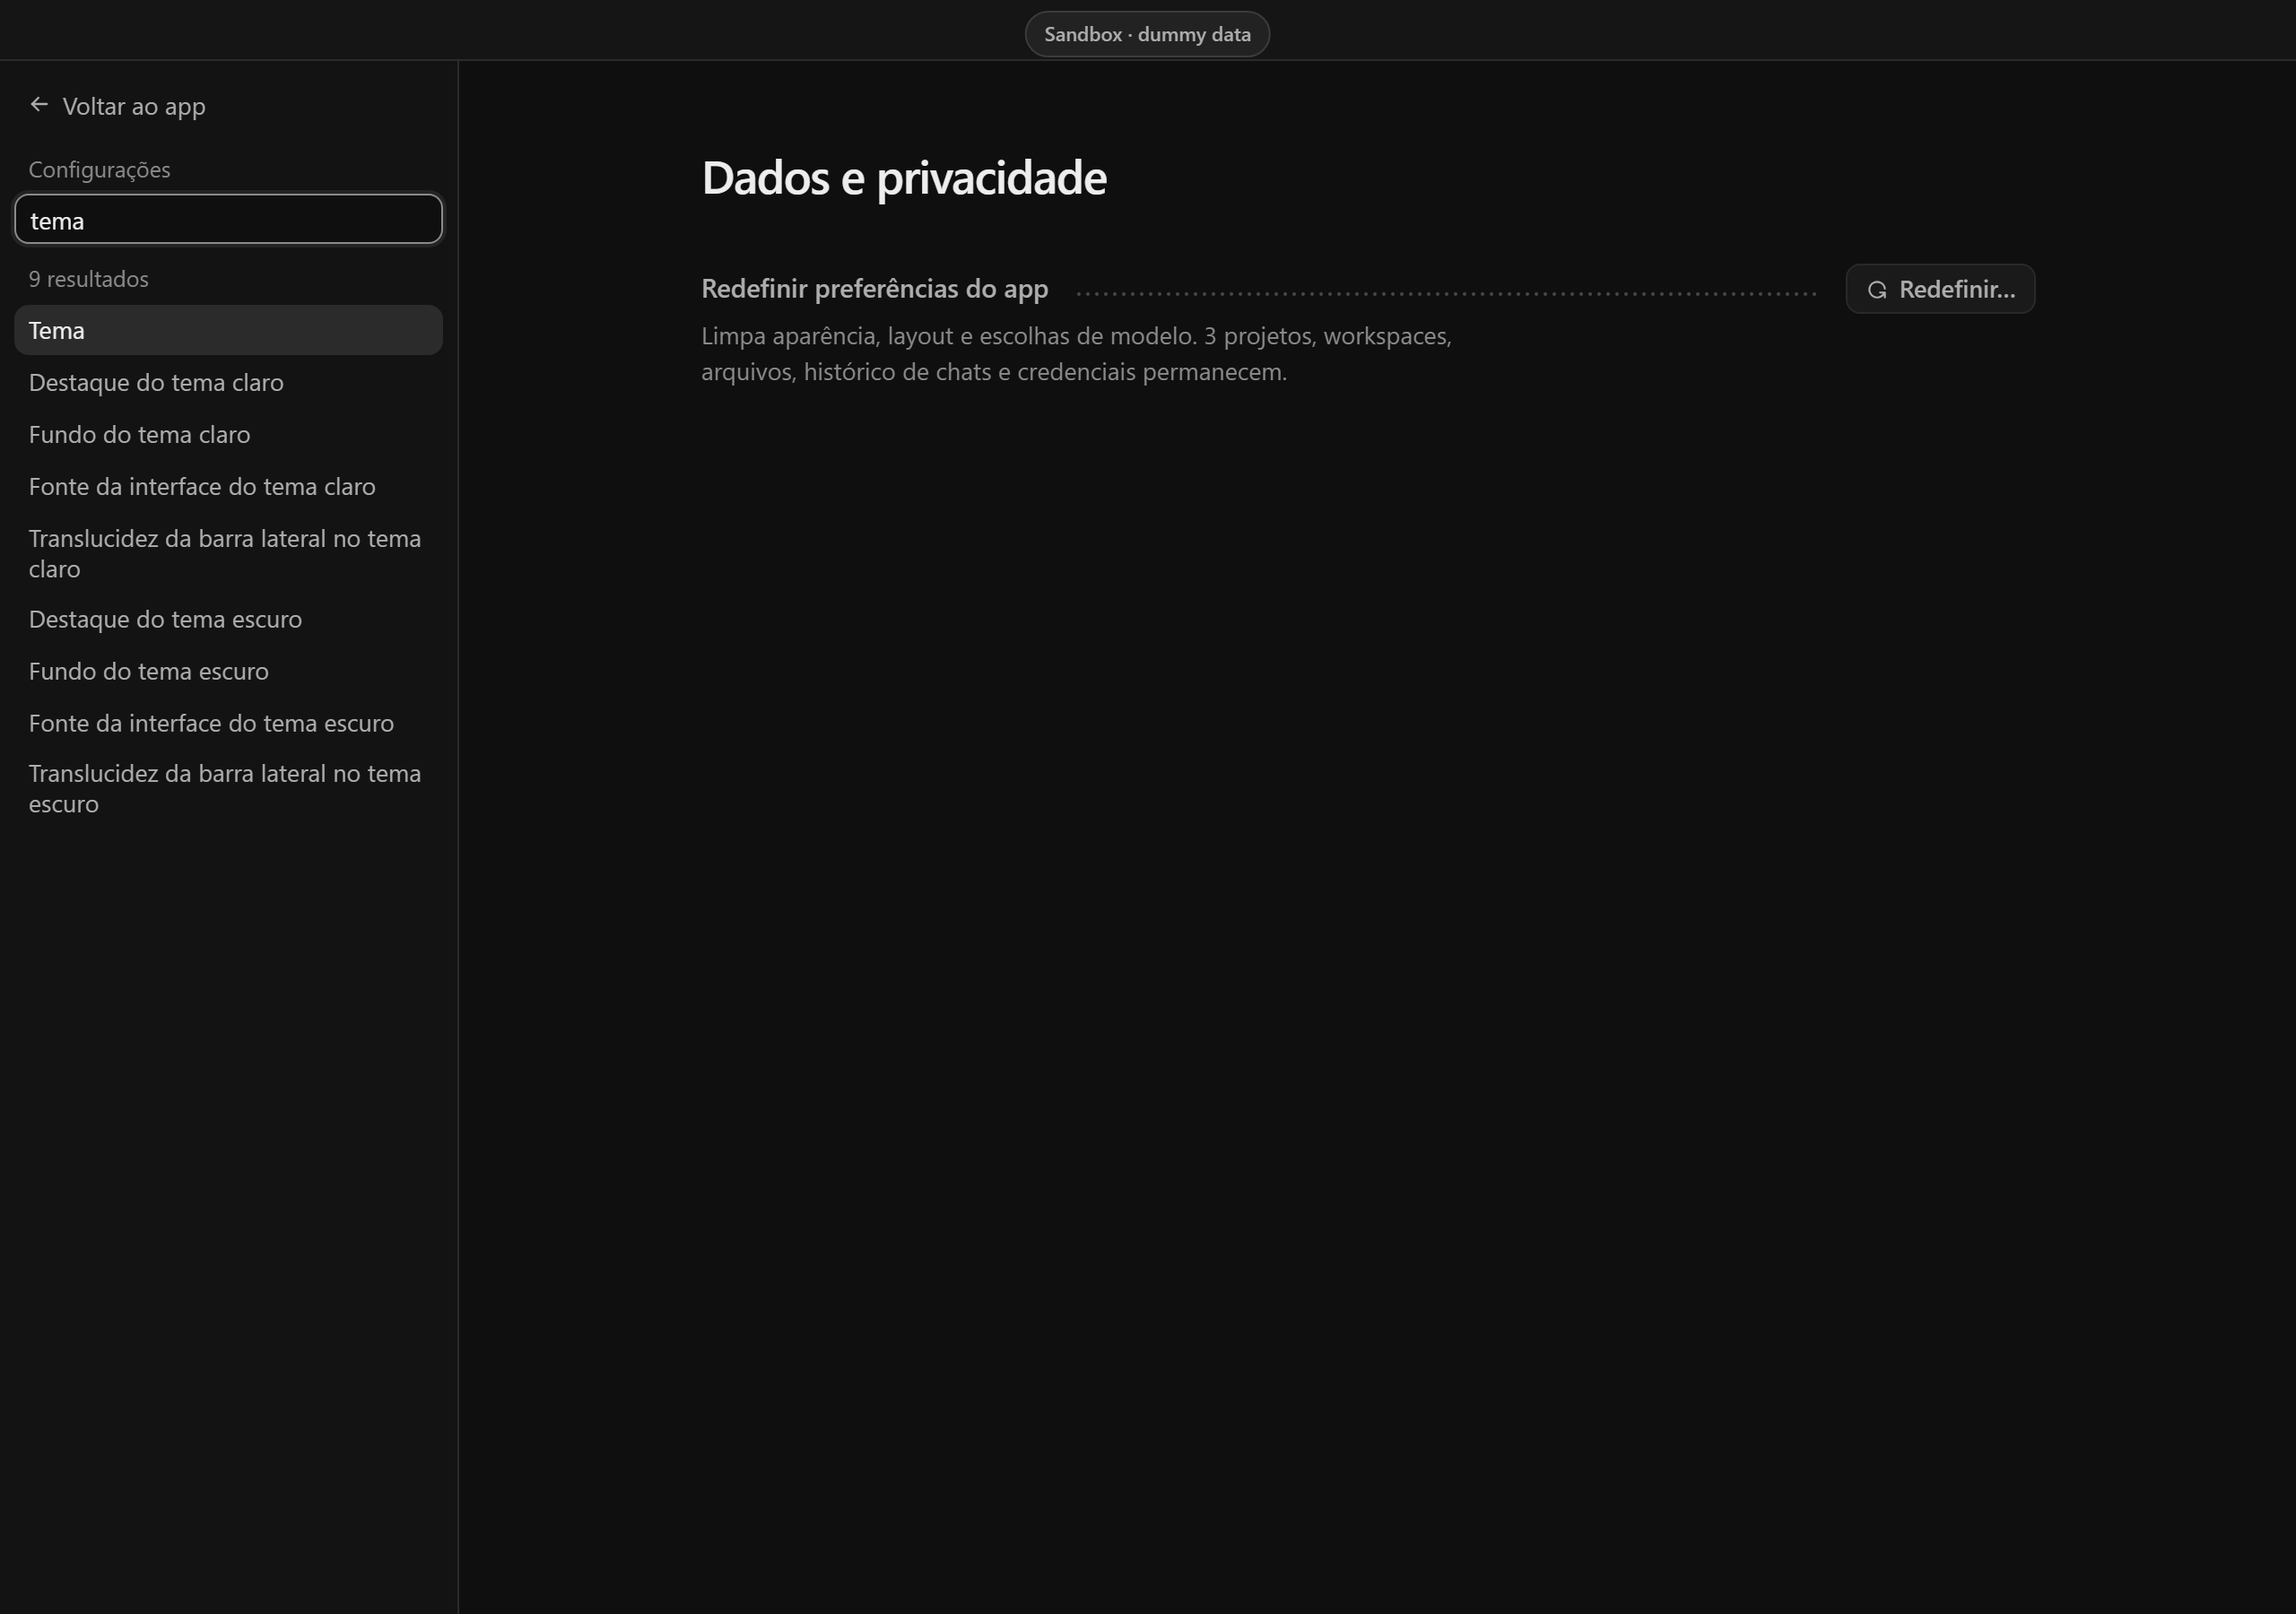 Sandbox · dummy data
Voltar ao app
Configurações
tema
9 resultados
Tema
Destaque do tema claro
Fundo do tema claro
Fonte da interface do tema claro
Translucidez da barra lateral no tema
claro
Destaque do tema escuro
Fundo do tema escuro
Fonte da interface do tema escuro
Translucidez da barra lateral no tema
escuro
Dados e privacidade
Redefinir preferências do app
Redefinir...
Limpa aparência, layout e escolhas de modelo. 3 projetos, workspaces,
arquivos, histórico de chats e credenciais permanecem.